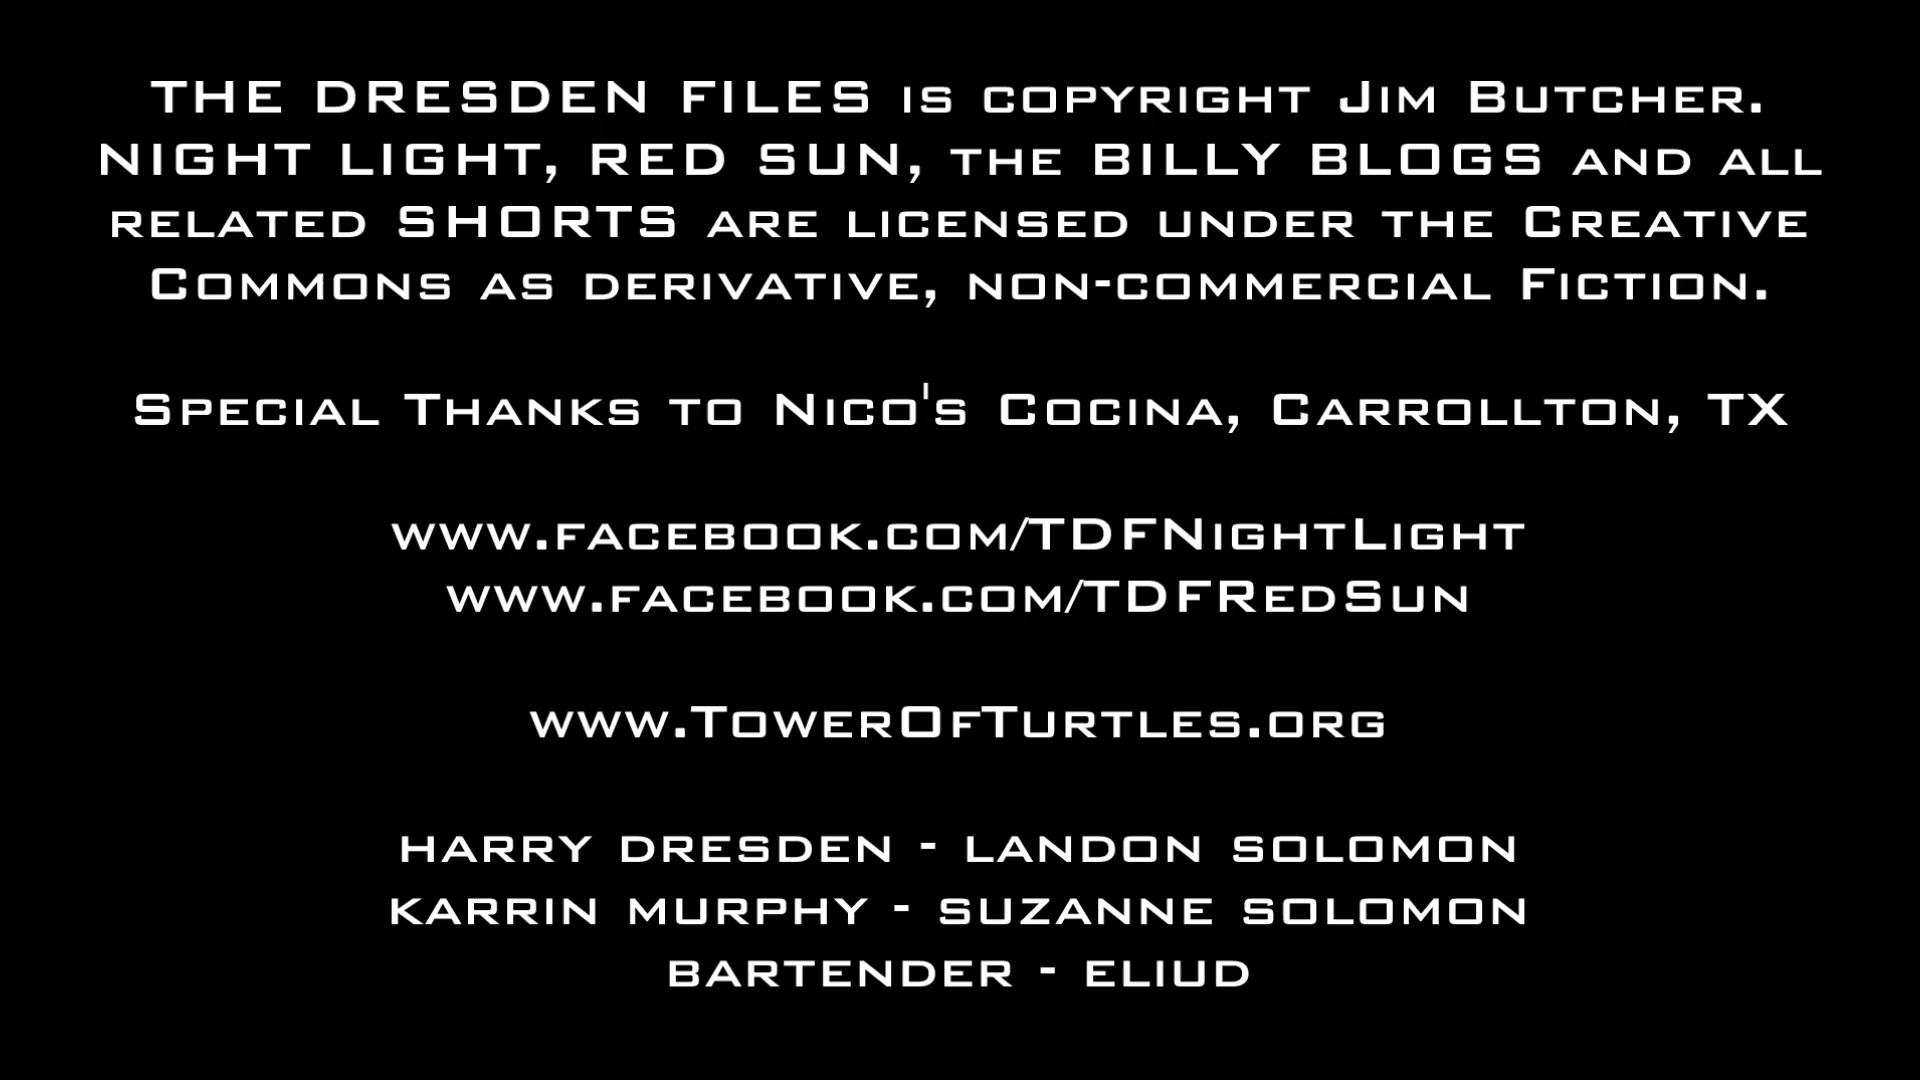 THE DRESDEN FILES is copyright Jim Butcher.
NIGHT LIGHT, RED SUN, the BILLY BLOGS and all
related SHORTS are licensed under the Creative
Commons as derivative, non-commercial Fiction.
Special Thanks to Nico's Cocina, Carrollton, TX
www.facebook.com/TDFNightLight
www.facebook.com/TDFRedSun
www.TowerOfTurtles.org
harry dresden - landon solomon
karrin murphy - suzanne solomon
bartender - eliud